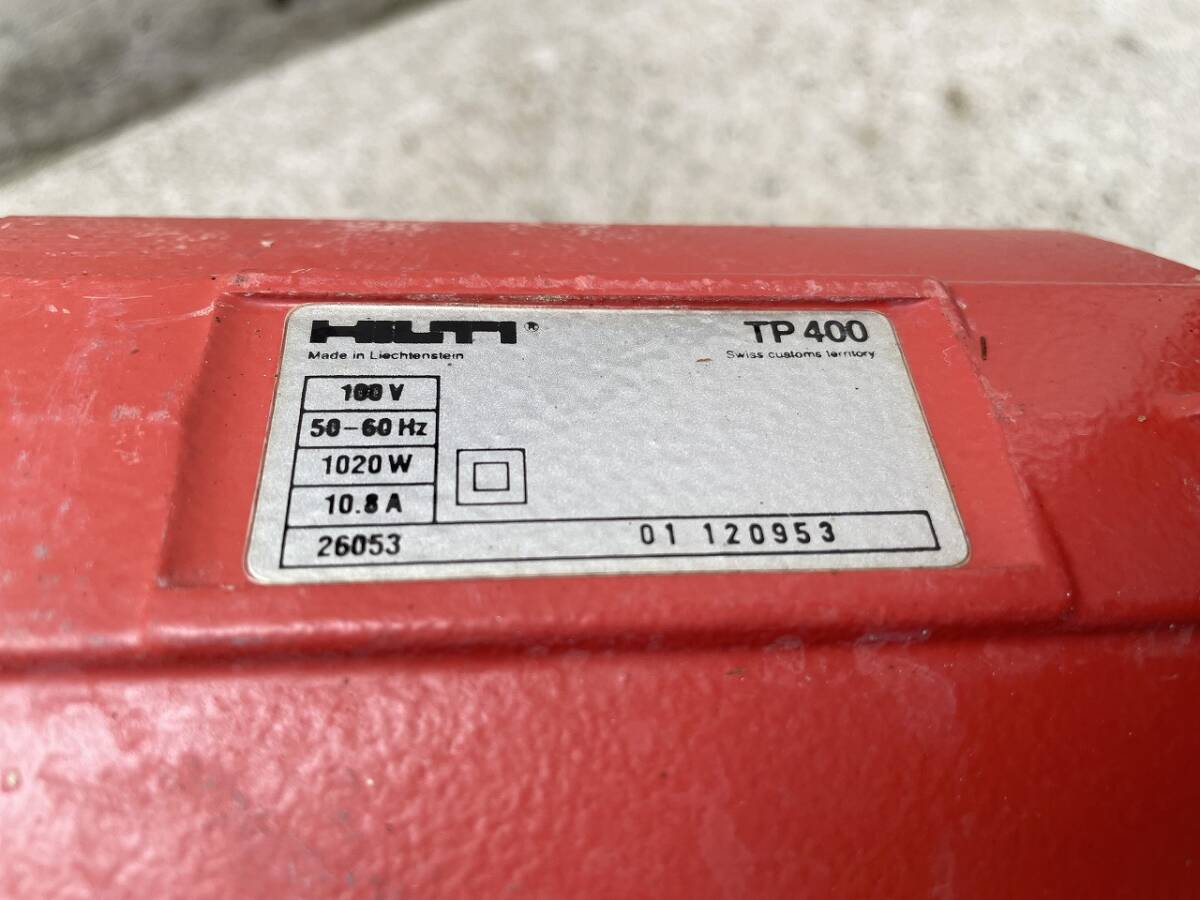 HILTI® TP 400
Made in Liechtenstein Swiss customs territory
100 V
50-60 Hz
1020 W
10.8 A
26053 01 120953